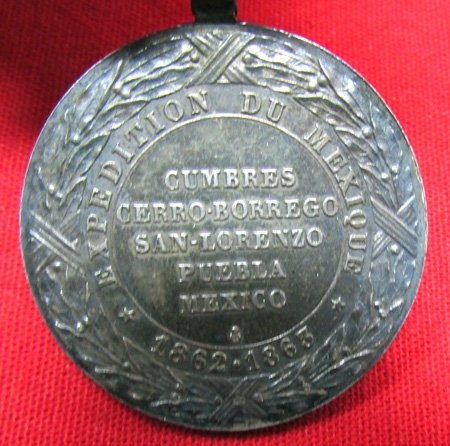 EXPEDITION DU MEXIQUE
CUMBRES
CERRO-BORREGO
SAN-LORENZO
PUEBLA
MEXICO
1862-1863